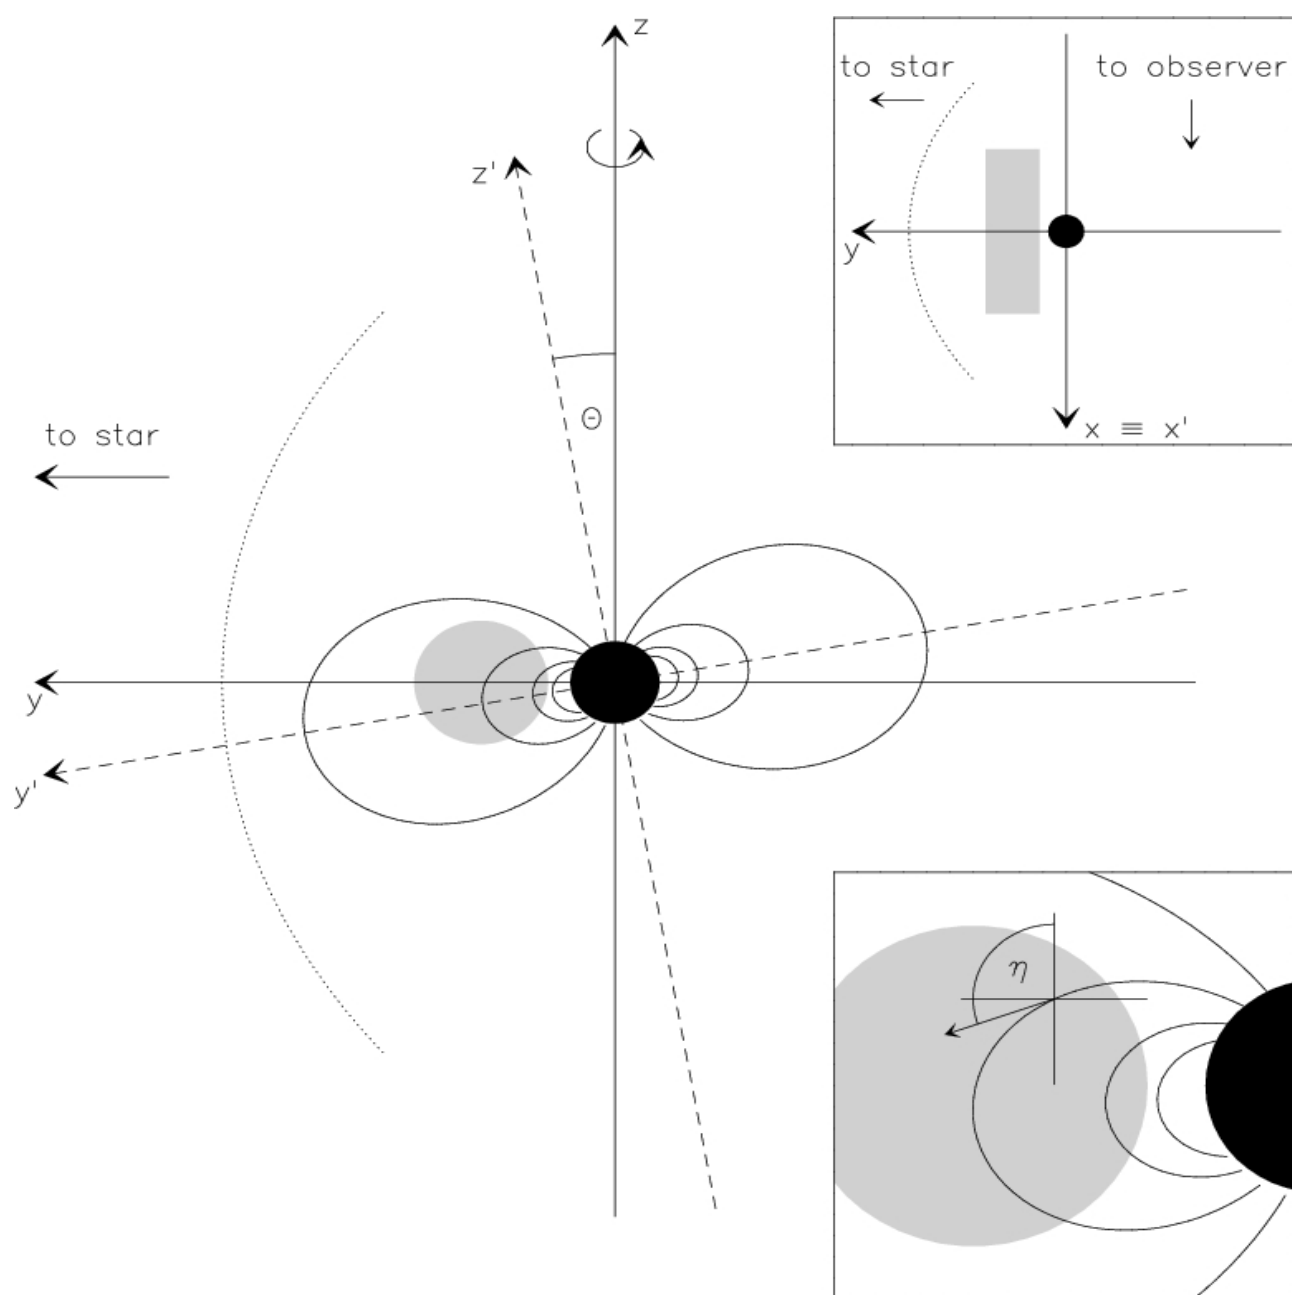 z
to star
to observer
z'
y
x ≡ x'
Θ
to star
y
y'
η